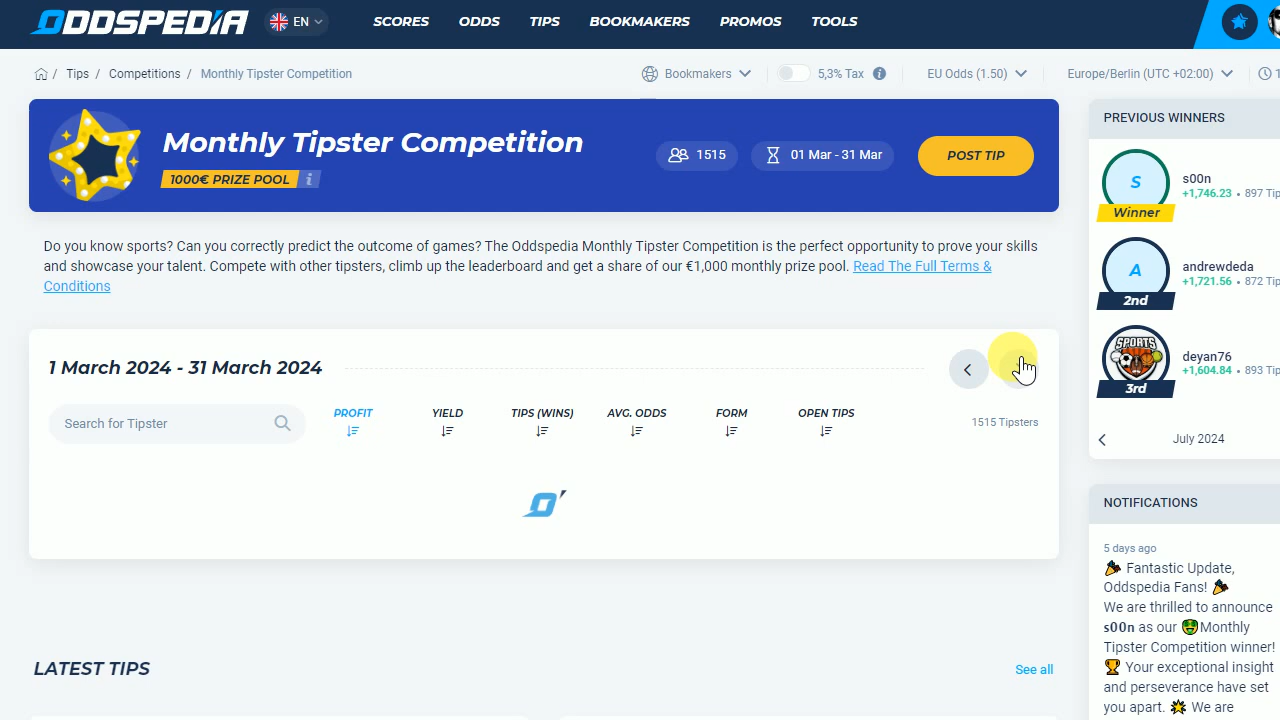 ODDSPEDIA
EN
SCORES
ODDS
TIPS
BOOKMAKERS
PROMOS
TOOLS
/ Tips / Competitions / Monthly Tipster Competition
Bookmakers
5,3% Tax
EU Odds (1.50)
Europe/Berlin (UTC +02:00)
Monthly Tipster Competition
1000€ PRIZE POOL
1515
01 Mar - 31 Mar
POST TIP
Do you know sports? Can you correctly predict the outcome of games? The Oddspedia Monthly Tipster Competition is the perfect opportunity to prove your skills
and showcase your talent. Compete with other tipsters, climb up the leaderboard and get a share of our €1,000 monthly prize pool. Read The Full Terms &
Conditions
1 March 2024 - 31 March 2024
Search for Tipster
PROFIT
YIELD
TIPS (WINS)
AVG. ODDS
FORM
OPEN TIPS
1515 Tipsters
LATEST TIPS
See all
PREVIOUS WINNERS
S
Winner
s00n
+1,746.23 • 897 Tip
A
2nd
andrewdeda
+1,721.56 • 872 Tip
SPORTS
3rd
deyan76
+1,604.84 • 893 Tip
July 2024
NOTIFICATIONS
5 days ago
🎉 Fantastic Update,
Oddspedia Fans! 🎉
We are thrilled to announce
s00n as our 🤑Monthly
Tipster Competition winner!
🏆 Your exceptional insight
and perseverance have set
you apart. 🌟 We are